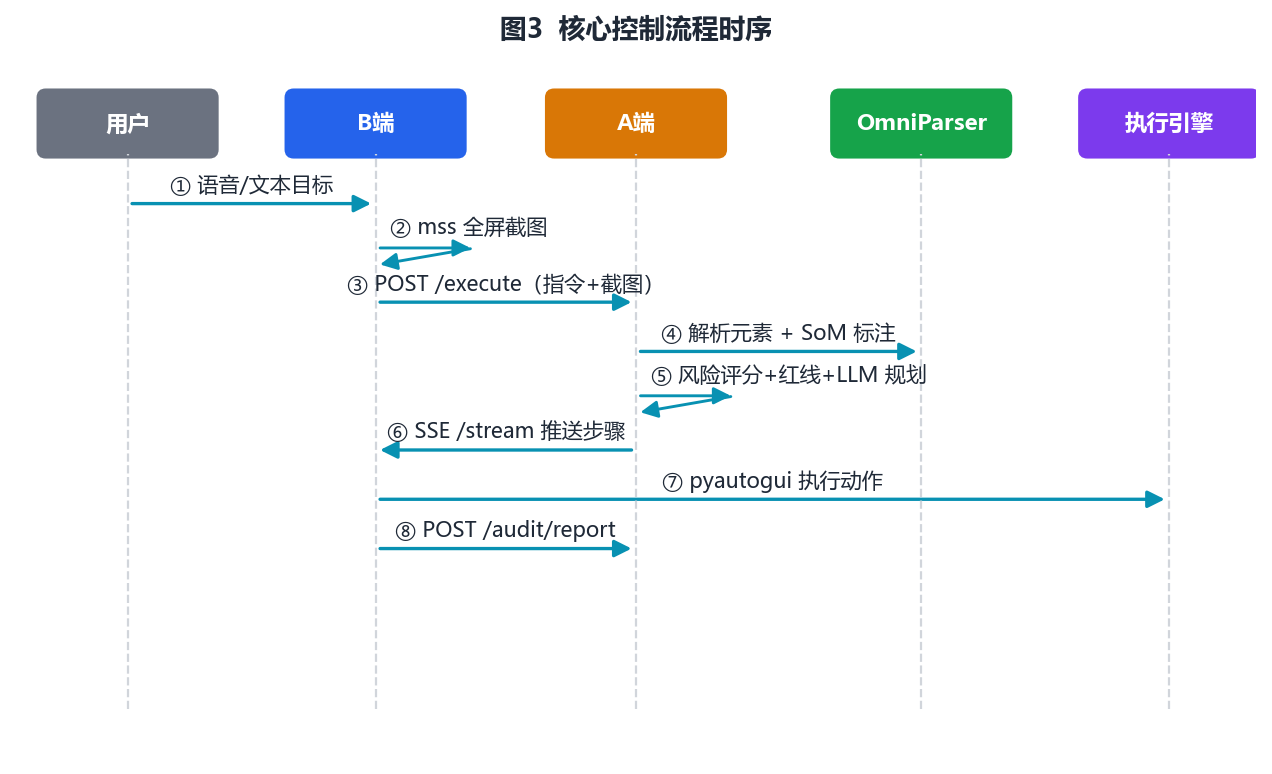 图3 核心控制流程时序
用户
B端
A端
OmniParser
执行引擎
① 语音/文本目标
② mss 全屏截图
③ POST /execute（指令+截图）
④ 解析元素 + SoM 标注
⑤ 风险评分+红线+LLM 规划
⑥ SSE /stream 推送步骤
⑦ pyautogui 执行动作
⑧ POST /audit/report